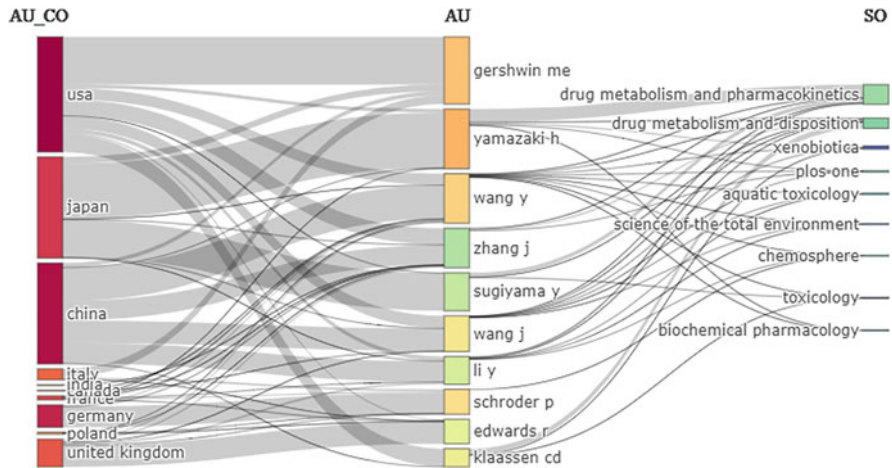 AU_CO
AU
SO
usa
japan
china
italy
india
canada
france
germany
poland
united kingdom
gershwin me
yamazaki h
wang y
zhang j
sugiyama y
wang j
li y
schroder p
edwards r
klaassen cd
drug metabolism and pharmacokinetics
drug metabolism and disposition
xenobiotica
plos one
aquatic toxicology
science of the total environment
chemosphere
toxicology
biochemical pharmacology